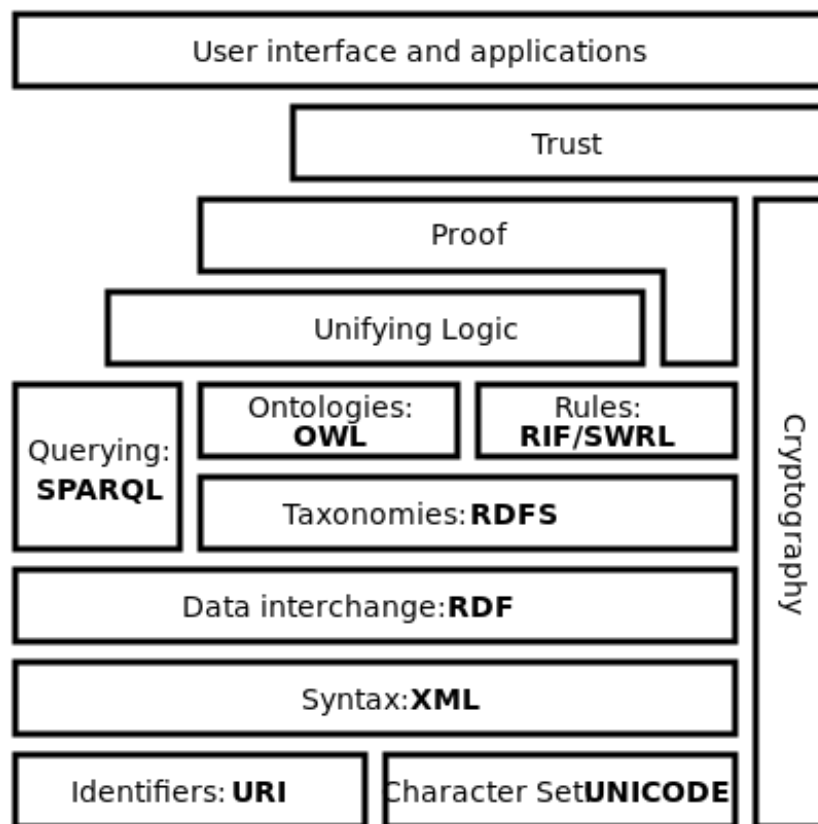 User interface and applications
Trust
Proof
Unifying Logic
Querying:
SPARQL
Ontologies:
OWL
Rules:
RIF/SWRL
Taxonomies: RDFS
Cryptography
Data interchange:RDF
Syntax:XML
Identifiers: URI
Character SetUNICODE